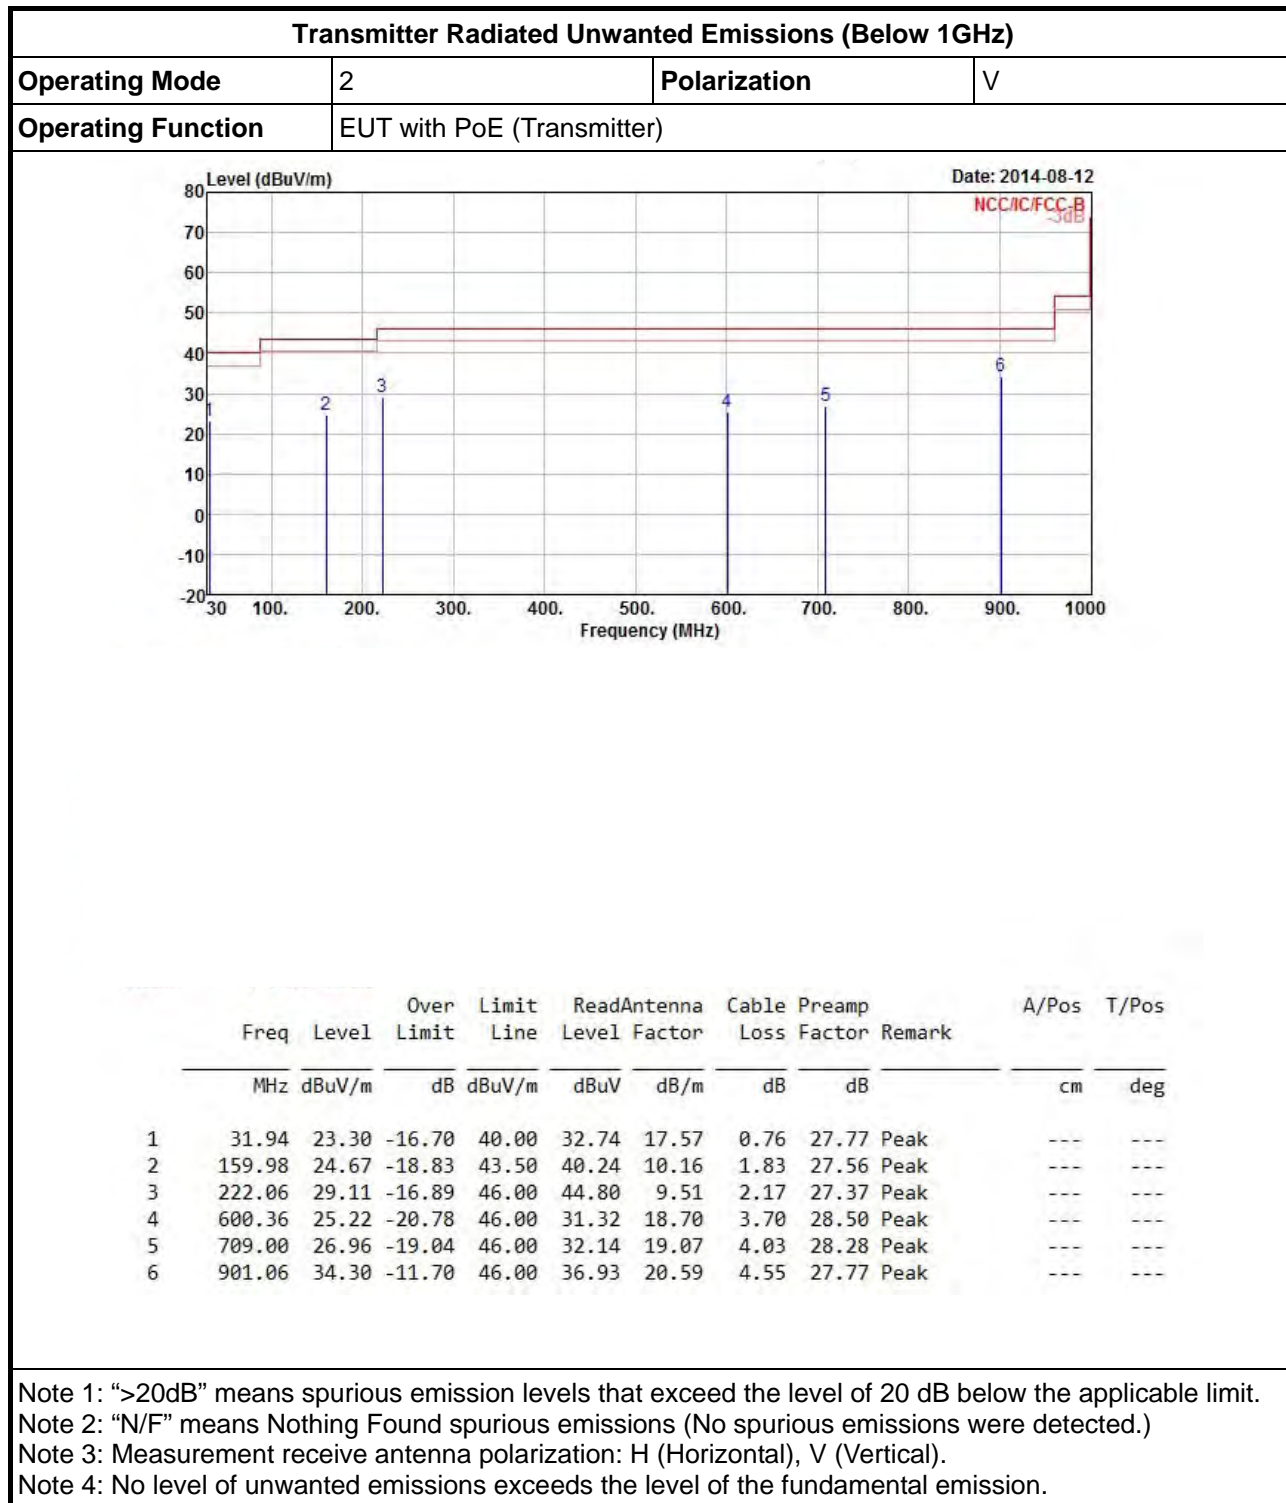 Transmitter Radiated Unwanted Emissions (Below 1GHz)
Operating Mode 2 Polarization V
Operating Function EUT with PoE (Transmitter)
Level (dBuV/m) Date: 2014-08-12
80
NCC/IC/FCC-B
-3dB
70
60
50
40
30
20
10
0
-10
-20
1 2 3 4 5 6
30 100. 200. 300. 400. 500. 600. 700. 800. 900. 1000
Frequency (MHz)
Over Limit ReadAntenna Cable Preamp A/Pos T/Pos
Freq Level Limit Line Level Factor Loss Factor Remark
MHz dBuV/m dB dBuV/m dBuV dB/m dB dB cm deg
1 31.94 23.30 -16.70 40.00 32.74 17.57 0.76 27.77 Peak --- ---
2 159.98 24.67 -18.83 43.50 40.24 10.16 1.83 27.56 Peak --- ---
3 222.06 29.11 -16.89 46.00 44.80 9.51 2.17 27.37 Peak --- ---
4 600.36 25.22 -20.78 46.00 31.32 18.70 3.70 28.50 Peak --- ---
5 709.00 26.96 -19.04 46.00 32.14 19.07 4.03 28.28 Peak --- ---
6 901.06 34.30 -11.70 46.00 36.93 20.59 4.55 27.77 Peak --- ---
Note 1: “>20dB” means spurious emission levels that exceed the level of 20 dB below the applicable limit.
Note 2: “N/F” means Nothing Found spurious emissions (No spurious emissions were detected.)
Note 3: Measurement receive antenna polarization: H (Horizontal), V (Vertical).
Note 4: No level of unwanted emissions exceeds the level of the fundamental emission.